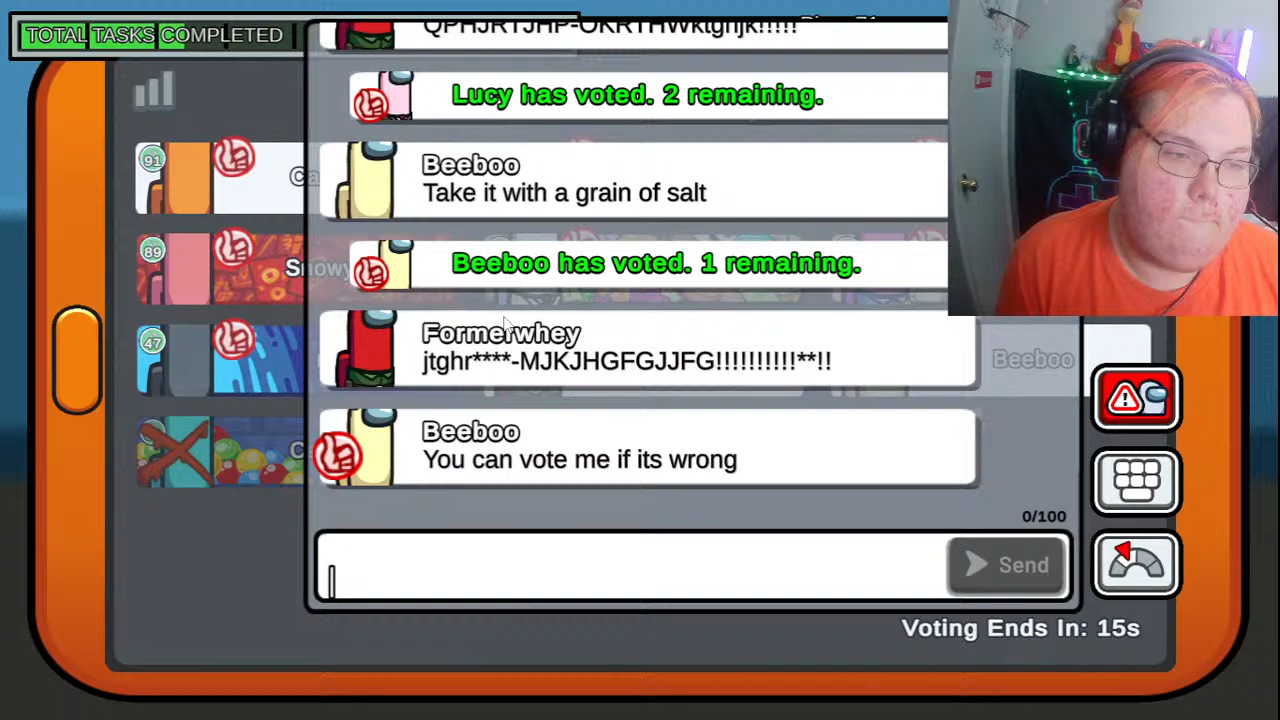 TOTAL TASKS COMPLETED
Lucy has voted. 2 remaining.
91
Beeboo
Take it with a grain of salt
89
Snowy
Beeboo has voted. 1 remaining.
47
Formerwhey
jtghr****-MJKJHGFGJJFG!!!!!!!!!!**!!
Beeboo
Beeboo
You can vote me if its wrong
0/100
Send
Voting Ends In: 15s